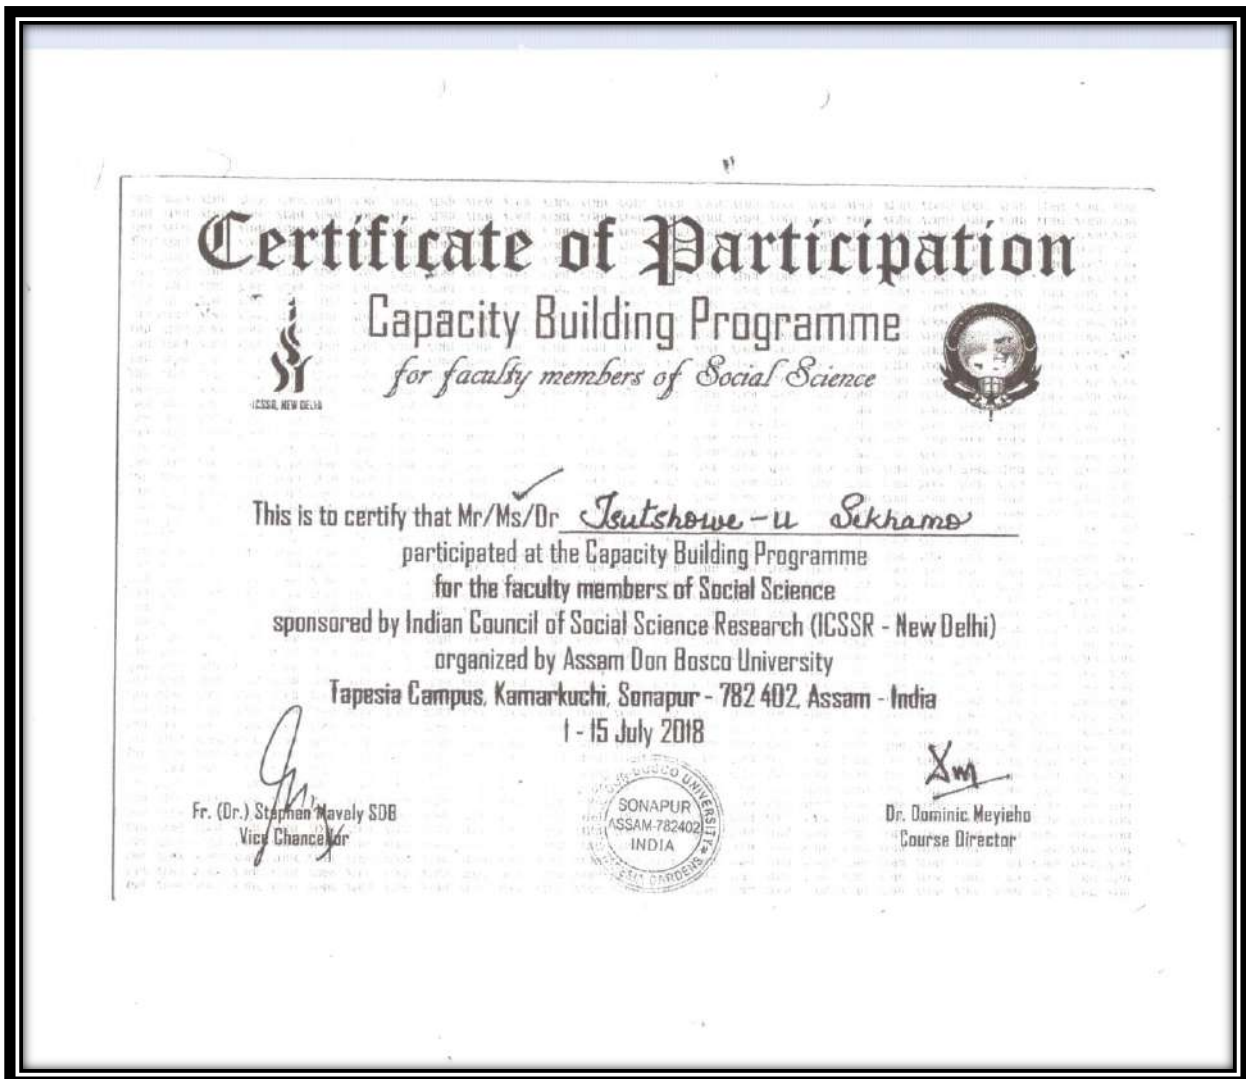 Certificate of Participation
Capacity Building Programme
for faculty members of Social Science
ICSSR, NEW DELHI
This is to certify that Mr/Ms/Dr Tsutshowe-u Sekhamo
participated at the Capacity Building Programme
for the faculty members of Social Science
sponsored by Indian Council of Social Science Research (ICSSR - New Delhi)
organized by Assam Don Bosco University
Tapesia Campus, Kamarkuchi, Sonapur - 782 402, Assam - India
1 - 15 July 2018
Fr. (Dr.) Stephen Mavely SDB
Vice Chancellor
BOSCO UNIVERSITY
SONAPUR
ASSAM-782402
INDIA
GARDENS
Dr. Dominic Meyieho
Course Director